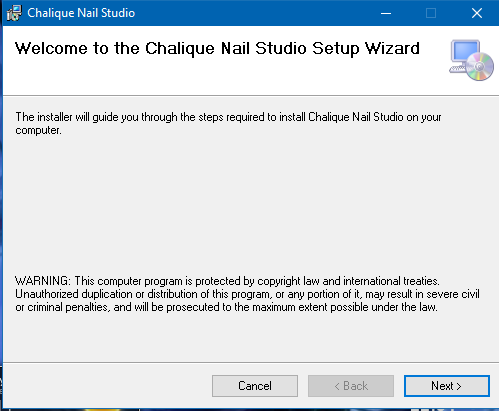 Chalique Nail Studio
Welcome to the Chalique Nail Studio Setup Wizard
The installer will guide you through the steps required to install Chalique Nail Studio on your
computer.
WARNING: This computer program is protected by copyright law and international treaties.
Unauthorized duplication or distribution of this program, or any portion of it, may result in severe civil
or criminal penalties, and will be prosecuted to the maximum extent possible under the law.
Cancel
< Back
Next >